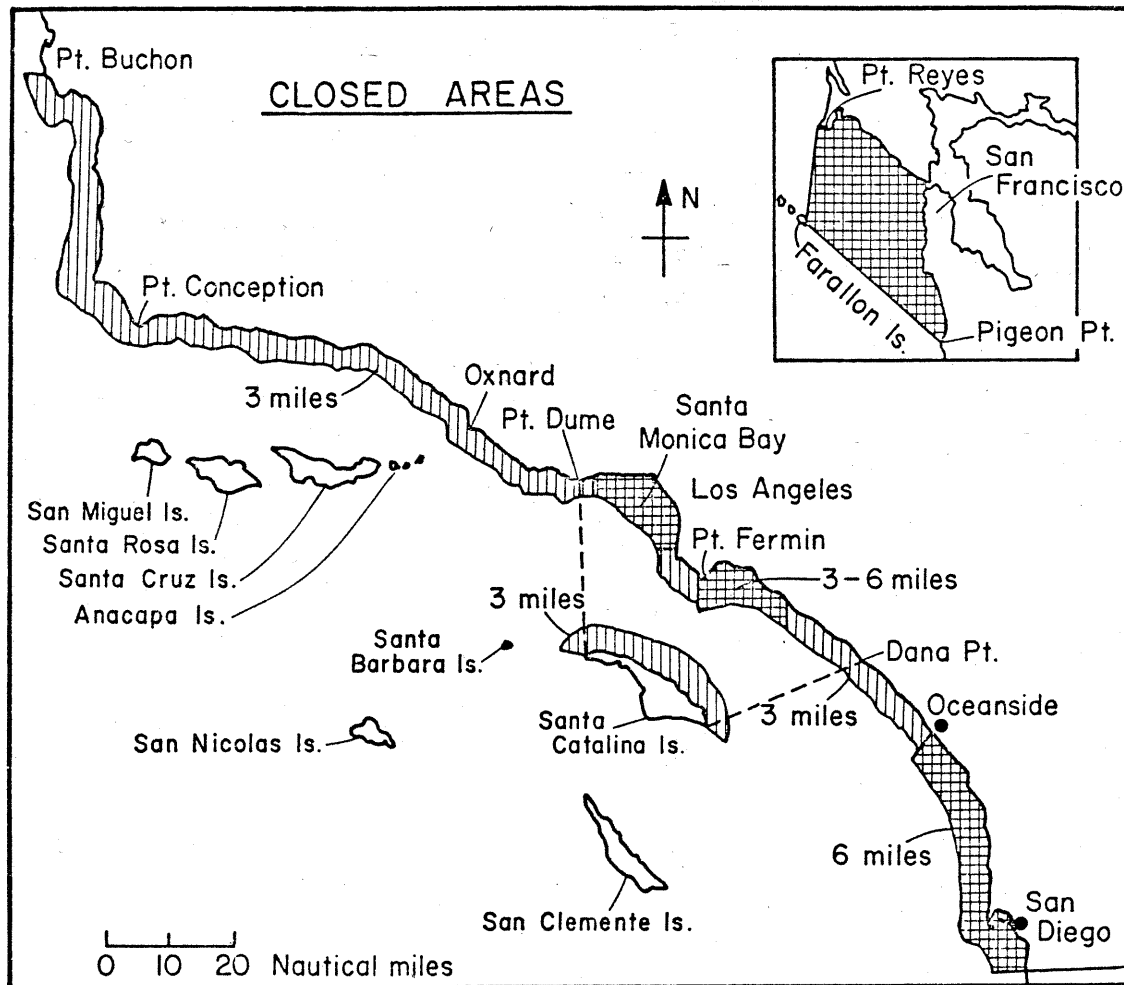 Pt. Buchon
CLOSED AREAS
Pt. Reyes
San
Francisco
Farallon Is.
Pigeon Pt.
N
Pt. Conception
3 miles
Oxnard
Pt. Dume
Santa
Monica Bay
Los Angeles
Pt. Fermin
3-6 miles
San Miguel Is.
Santa Rosa Is.
Santa Cruz Is.
Anacapa Is.
3 miles
Santa
Barbara Is.
Dana Pt.
3 miles
Oceanside
San Nicolas Is.
Santa
Catalina Is.
6 miles
San Clemente Is.
San
Diego
0 10 20 Nautical miles